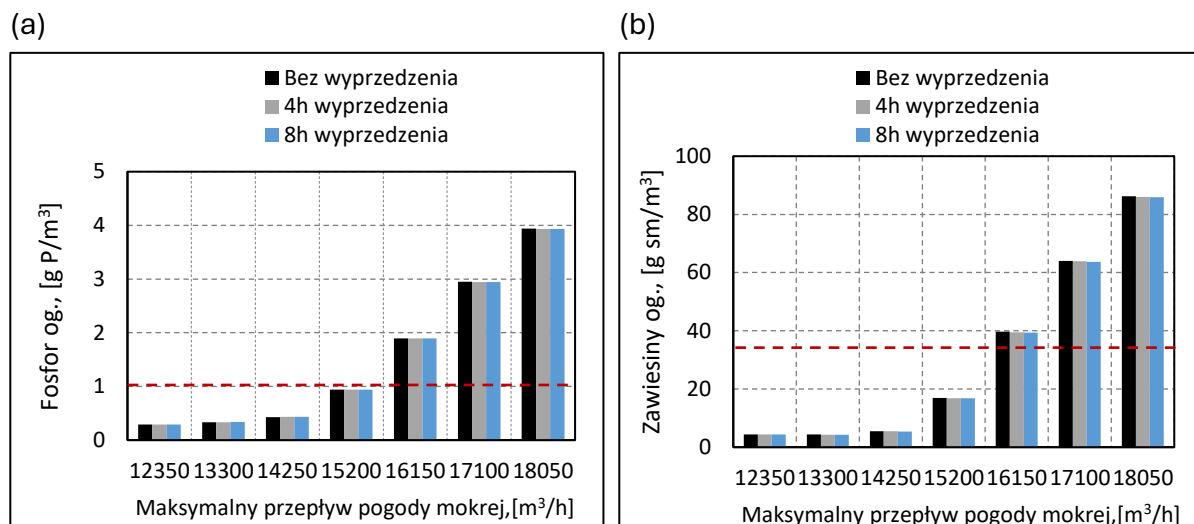 (a)
Bez wyprzedzenia
4h wyprzedzenia
8h wyprzedzenia
Fosfor og., [g P/m³]
5
4
3
2
1
0
12350 13300 14250 15200 16150 17100 18050
Maksymalny przepływ pogody mokrej,[m³/h]
(b)
Bez wyprzedzenia
4h wyprzedzenia
8h wyprzedzenia
Zawiesiny og., [g sm/m³]
100
80
60
40
20
0
12350 13300 14250 15200 16150 17100 18050
Maksymalny przepływ pogody mokrej,[m³/h]